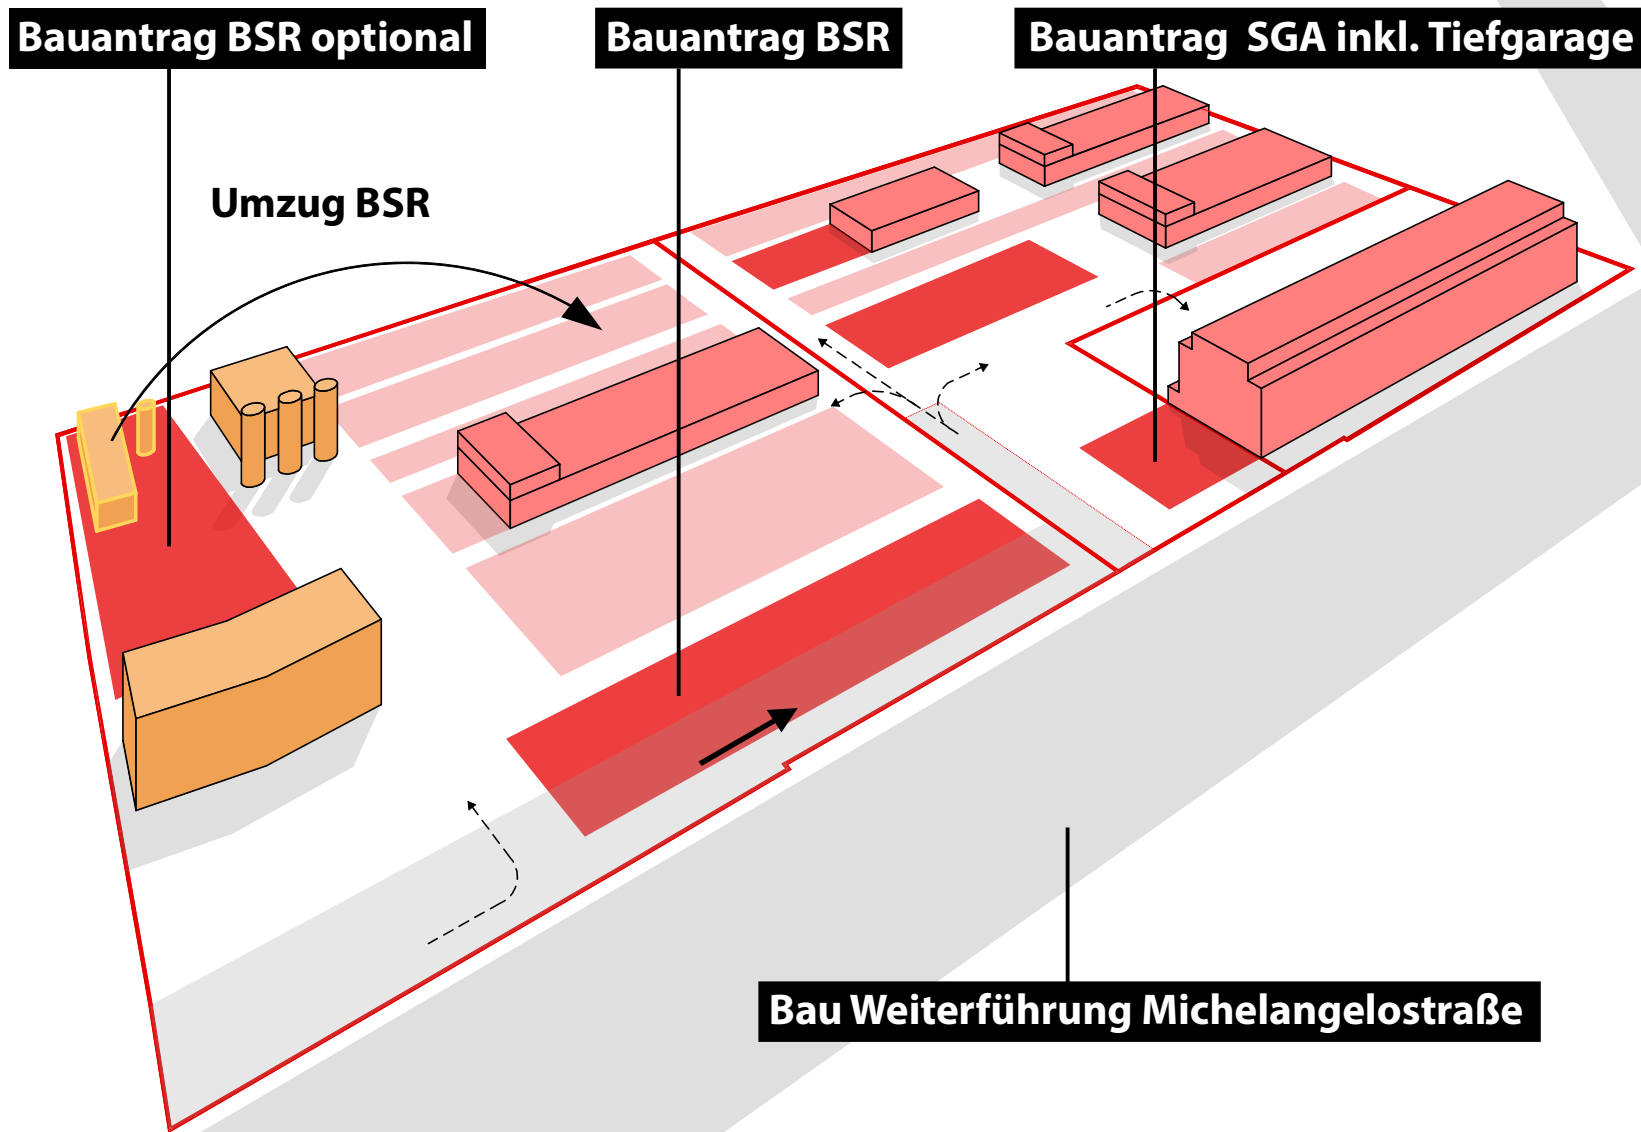 Bauantrag BSR optional
Bauantrag BSR
Bauantrag SGA inkl. Tiefgarage
Umzug BSR
Bau Weiterführung Michelangelostraße